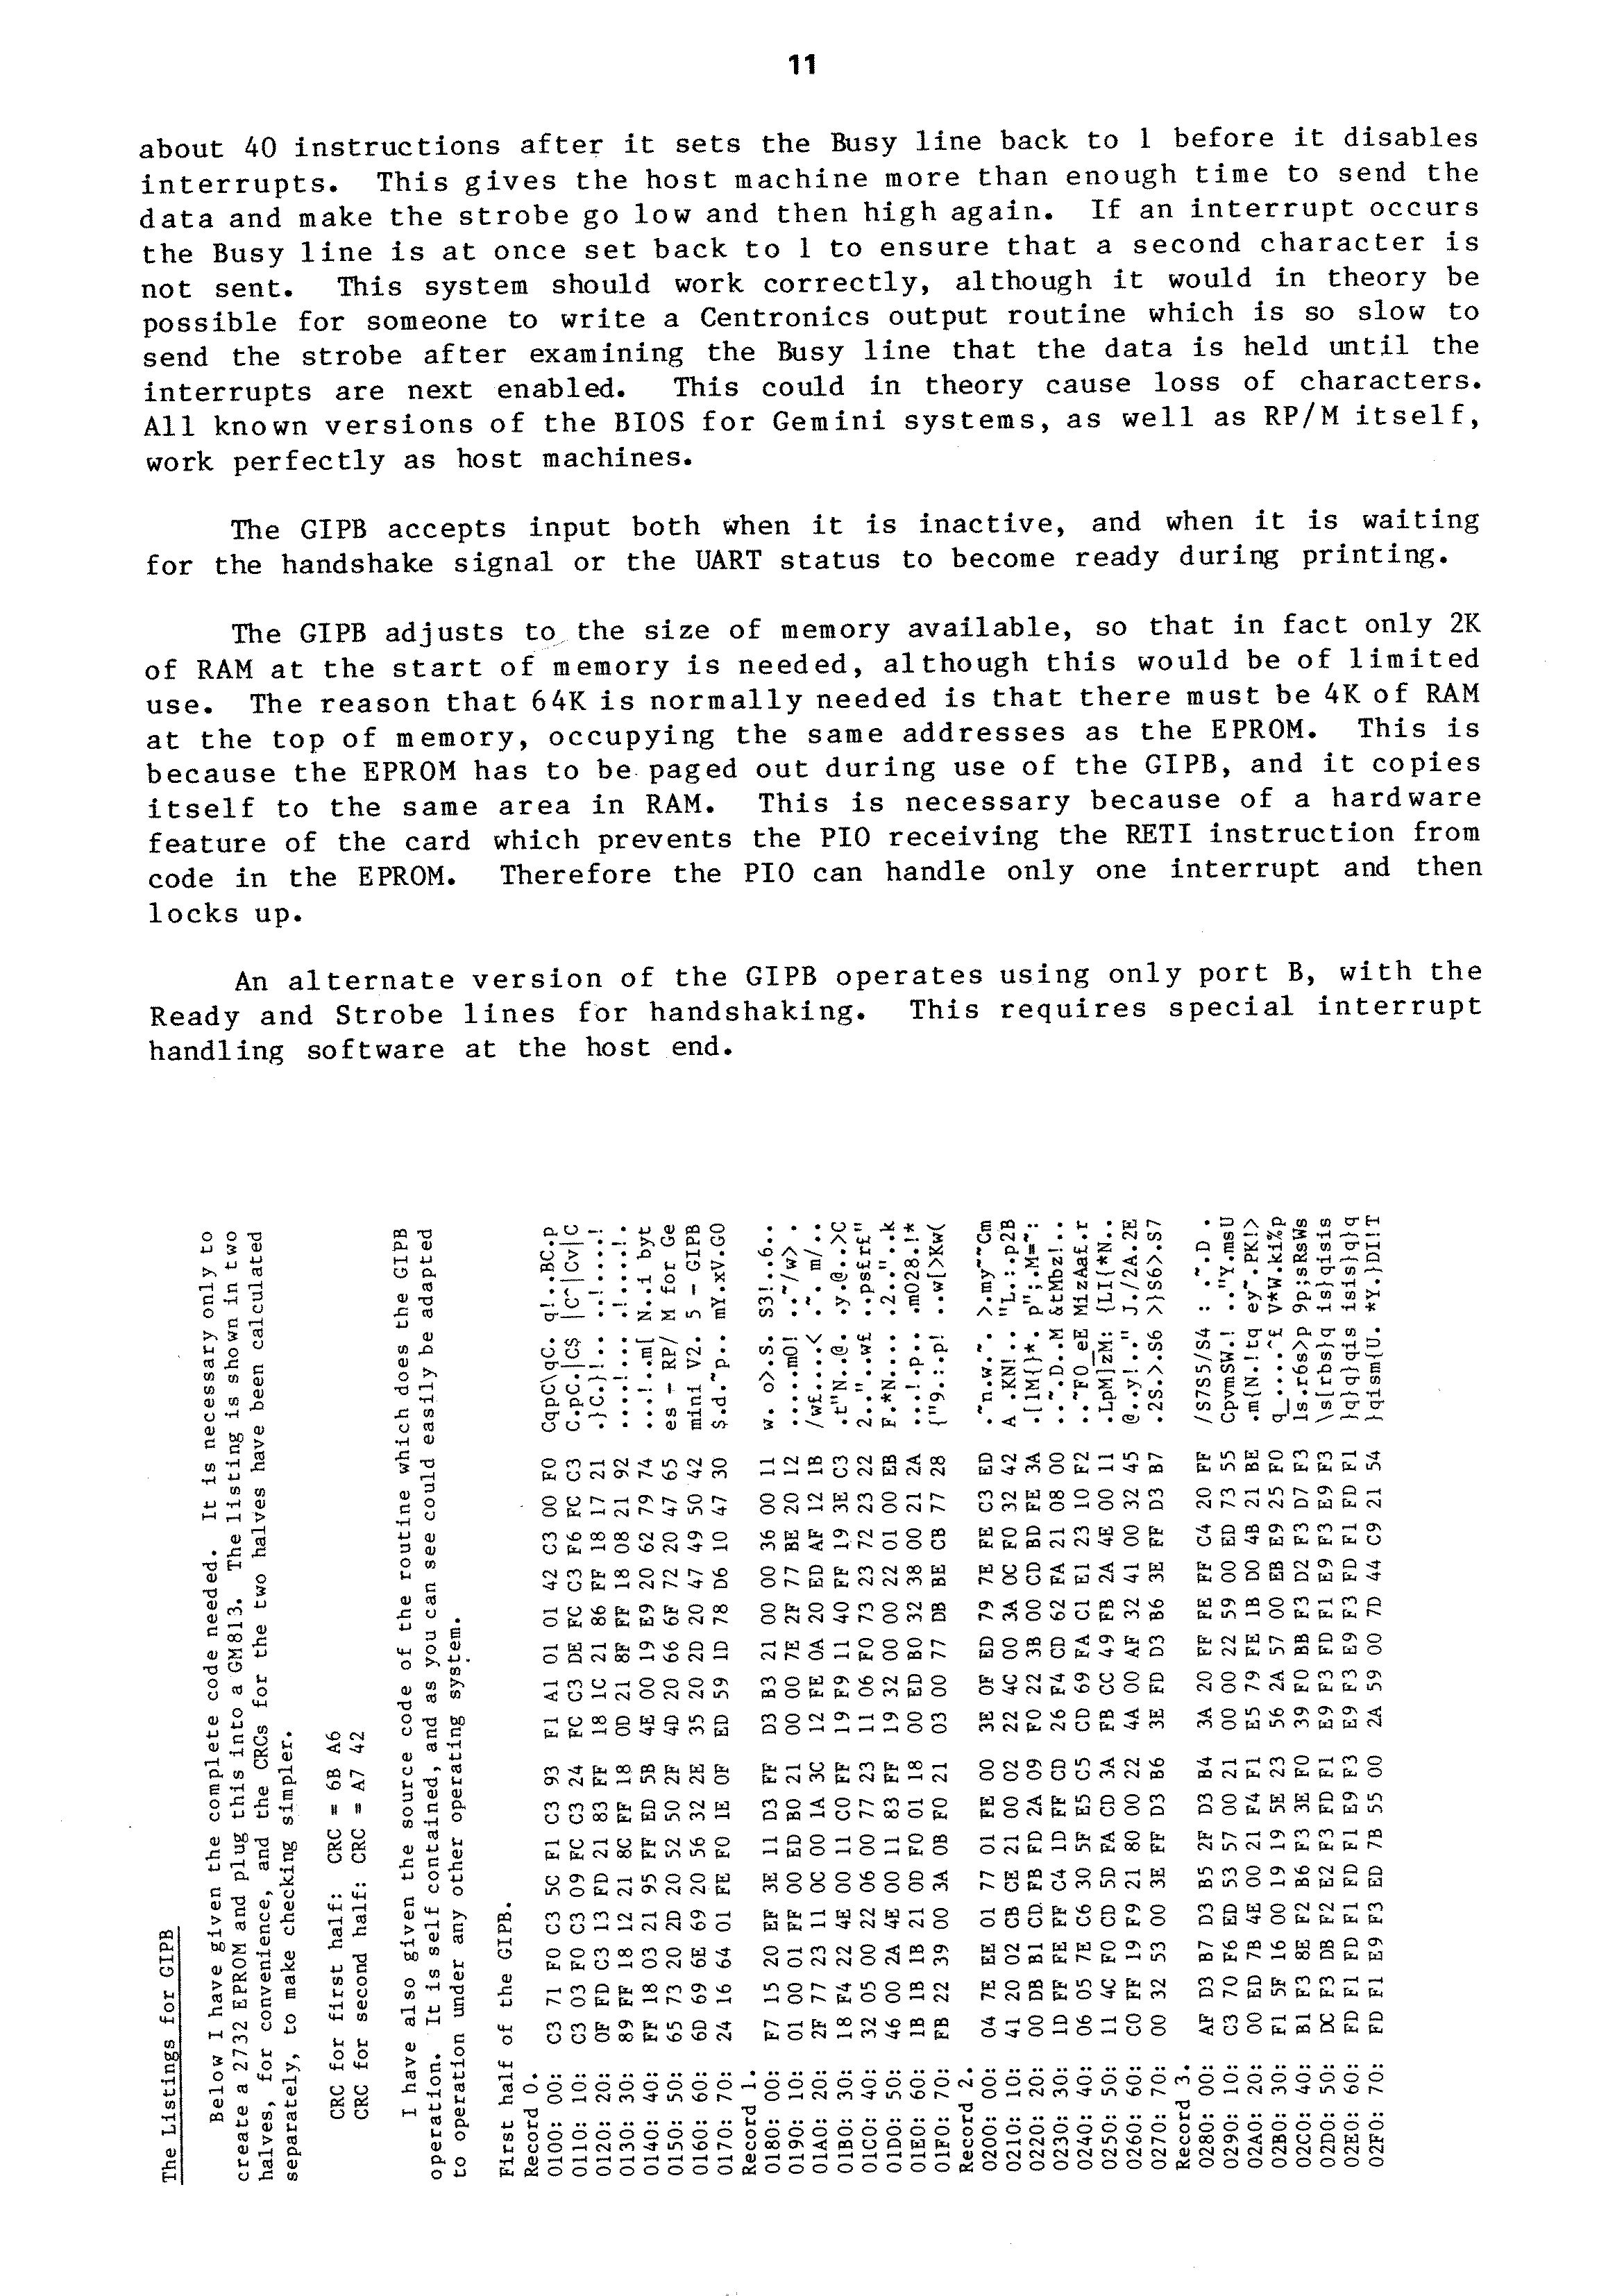 11
about 40 instructions after it sets the Busy line back to 1 before it disables
interrupts. This gives the host machine more than enough time to send the
data and make the strobe go low and then high again. If an interrupt occurs
the Busy line is at once set back to 1 to ensure that a second character is
not sent. This system should work correctly, although it would in theory be
possible for someone to write a Centronics output routine which is so slow to
send the strobe after examining the Busy line that the data is held until the
interrupts are next enabled. This could in theory cause loss of characters.
All known versions of the BIOS for Gemini systems, as well as RP/M itself,
work perfectly as host machines.
The GIPB accepts input both when it is inactive, and when it is waiting
for the handshake signal or the UART status to become ready during printing.
The GIPB adjusts to the size of memory available, so that in fact only 2K
of RAM at the start of memory is needed, although this would be of limited
use. The reason that 64K is normally needed is that there must be 4K of RAM
at the top of memory, occupying the same addresses as the EPROM. This is
because the EPROM has to be paged out during use of the GIPB, and it copies
itself to the same area in RAM. This is necessary because of a hardware
feature of the card which prevents the PIO receiving the RETI instruction from
code in the EPROM. Therefore the PIO can handle only one interrupt and then
locks up.
An alternate version of the GIPB operates using only port B, with the
Ready and Strobe lines for handshaking. This requires special interrupt
handling software at the host end.
The Listings for GIPB
Below I have given the complete code needed. It is necessary only to
create a 2732 EPROM and plug this into a GM813. The listing is shown in two
halves, for convenience, and the CRCs for the two halves have been calculated
separately, to make checking simpler.
CRC for first half: CRC = 6B A6
CRC for second half: CRC = A7 42
I have also given the source code of the routine which does the GIPB
operation. It is self contained, and as you can see could easily be adapted
to operation under any other operating system.
First half of the GIPB.
Record 0.
0100: 00: C3 71 F0 C3 5C F1 C3 93 F1 A1 01 01 42 C3 00 F0 CqpC\qC. q!..BC.p
0110: 10: C3 03 F0 C3 09 FC C3 24 FC C3 DE FC C3 F6 FC C3 C.pC.|C$ |C^|Cv|C
0120: 20: 0F FD C3 13 FD 21 83 FF 18 1C 21 86 FF 18 17 21 .}C.}!.. ..!....!
0130: 30: 89 FF 18 12 21 8C FF 18 0D 21 8F FF 18 08 21 92 ....!... .!....!.
0140: 40: FF 18 03 21 95 FF ED 5B 4E 00 19 E9 20 62 79 74 ...!..m[ N..i byt
0150: 50: 65 73 20 2D 20 52 50 2F 4D 20 66 6F 72 20 47 65 es - RP/ M for Ge
0160: 60: 6D 69 6E 69 20 56 32 2E 35 20 2D 20 47 49 50 42 mini V2. 5 - GIPB
0170: 70: 24 16 64 01 FE F0 1E 0F ED 59 1D 78 D6 10 47 30 $.d.~p.. mY.xV.G0
Record 1.
0180: 00: F7 15 20 EF 3E 11 D3 FF D3 B3 21 00 00 36 00 11 w. o>.S. S3!..6..
0190: 10: 01 00 01 FF 00 ED B0 21 00 00 7E 2F 77 BE 20 12 .....m0! ..~/w> .
01A0: 20: 2F 77 23 11 0C 00 1A 3C 12 FE 0A 20 ED AF 12 1B /w£....< .~. m/..
01B0: 30: 18 F4 22 4E 00 11 C0 FF 19 F9 11 40 FF 19 3E C3 .t"N..@. .y.@..>C
01C0: 40: 32 05 00 22 06 00 77 23 11 06 F0 73 23 72 23 22 2.."..w£ ..ps£r£"
01D0: 50: 46 00 2A 4E 00 11 83 FF 19 32 00 00 22 01 00 EB F.*N.... .2.."..k
01E0: 60: 1B 1B 1B 21 0D F0 01 18 00 ED B0 32 38 00 21 2A ...!.p.. .m028.!*
01F0: 70: FB 22 39 00 3A 0B F0 21 03 00 77 DB BE CB 77 28 {"9.:.p! ..w[>Kw(
Record 2.
0200: 00: 04 7E EE 01 77 01 FE 00 3E 0F ED 79 7E FE C3 ED .~n.w.~. >.my~~Cm
0210: 10: 41 20 02 CB CE 21 00 02 22 4C 00 3A 0C F0 32 42 A .KN!.. "L.:.p2B
0220: 20: 00 DB B1 CD FB FD 2A 09 F0 22 3B 00 CD BD FE 3A .[1M{}*. p";.M=~:
0230: 30: 1D FF FE FF C4 1D FF CD 26 F4 CD 62 FA 21 08 00 ..~.D..M &tMbz!..
0240: 40: 06 05 7E C6 30 5F E5 C5 CD 69 FA C1 E1 23 10 F2 ..~F0_eE MizAa£.r
0250: 50: 11 4C F0 CD 5D FA CD 3A FB CC 49 FB 2A 4E 00 11 .LpM]zM: {LI{*N..
0260: 60: C0 FF 19 F9 21 80 00 22 4A 00 AF 32 41 00 32 45 @..y!.." J./2A.2E
0270: 70: 00 32 53 00 3E FF D3 B6 3E FD D3 B6 3E FF D3 B7 .2S.>.S6 >}S6>.S7
Record 3.
0280: 00: AF D3 B7 D3 B5 2F D3 B4 3A 20 FF FE FF C4 20 FF /S7S5/S4 : .~.D .
0290: 10: C3 70 F6 ED 53 57 00 21 00 00 22 59 00 ED 73 55 CpvmSW.! .."Y.msU
02A0: 20: 00 ED 7B 4E 00 21 F4 F1 E5 79 FE 1B D0 4B 21 BE .m{N.!tq ey~.PK!>
02B0: 30: F1 5F 16 00 19 19 5E 23 56 2A 57 00 EB E9 25 F0 q_....^£ V*W.ki%p
02C0: 40: B1 F3 8E F2 B6 F3 3E F0 39 F0 BB F3 D2 F3 D7 F3 1s.r6s>p 9p;sRsWs
02D0: 50: DC F3 DB F2 E2 F3 FD F1 E9 F3 FD F1 E9 F3 E9 F3 \s[rbs}q is}qisis
02E0: 60: FD F1 FD F1 FD F1 E9 F3 E9 F3 E9 F3 FD F1 FD F1 }q}q}qis isis}q}q
02F0: 70: FD F1 E9 F3 ED 7B 55 00 2A 59 00 7D 44 C9 21 54 }qism{U. *Y.}DI!T